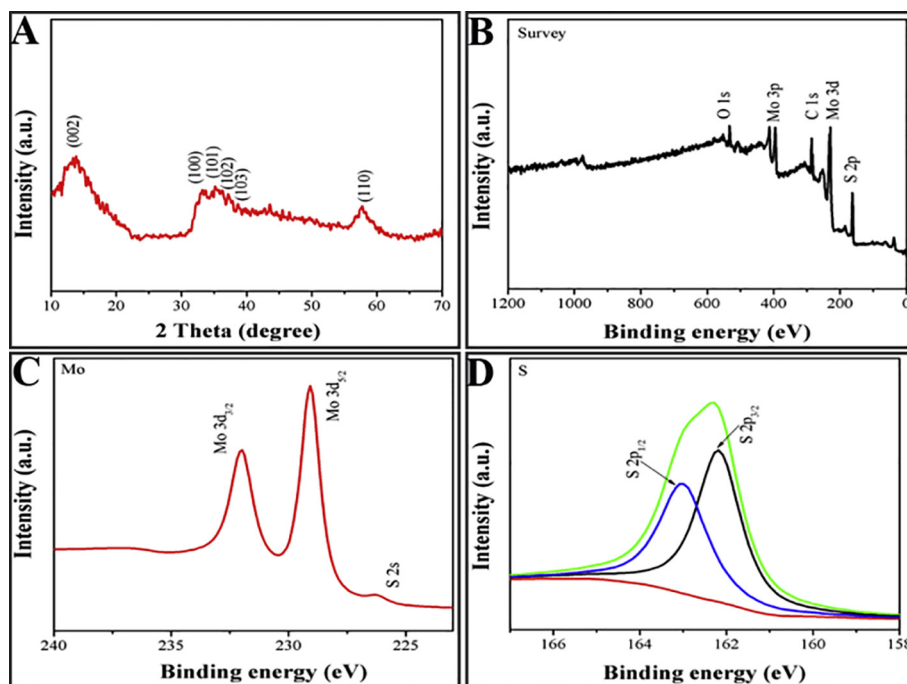 A
Intensity (a.u.)
(002)
(100)
(101)
(102)
(103)
(110)
10 20 30 40 50 60 70
2 Theta (degree)
B
Survey
Intensity (a.u.)
O 1s
Mo 3p
C 1s
Mo 3d
S 2p
1200 1000 800 600 400 200 0
Binding energy (eV)
C
Mo
Intensity (a.u.)
Mo 3d3/2
Mo 3d5/2
S 2s
240 235 230 225
Binding energy (eV)
D
S
Intensity (a.u.)
S 2p1/2
S 2p3/2
166 164 162 160 158
Binding energy (eV)